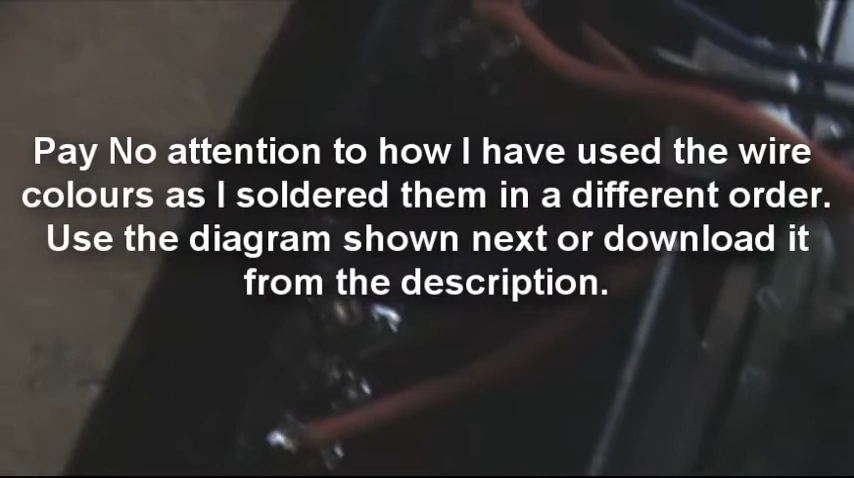 Pay No attention to how I have used the wire
colours as I soldered them in a different order.
Use the diagram shown next or download it
from the description.